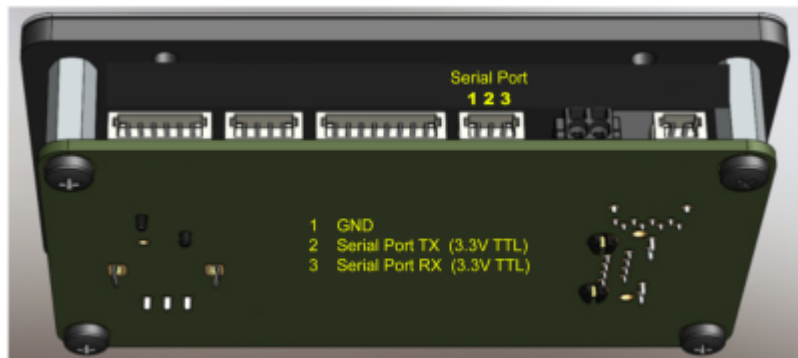 Serial Port
1 2 3
1 GND
2 Serial Port TX (3.3V TTL)
3 Serial Port RX (3.3V TTL)